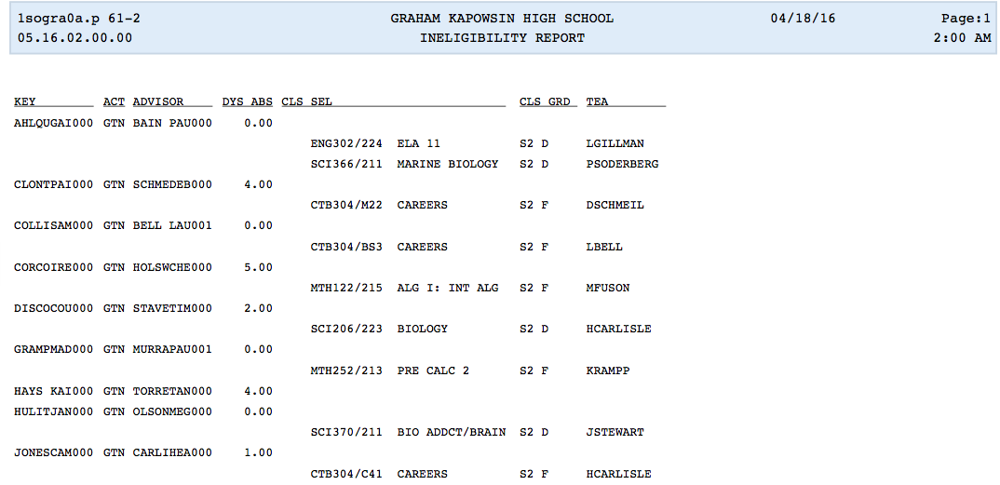 1sogra0a.p 61-2 GRAHAM KAPOWSIN HIGH SCHOOL 04/18/16 Page:1
05.16.02.00.00 INELIGIBILITY REPORT 2:00 AM
KEY ACT ADVISOR DYS ABS CLS SEL CLS GRD TEA
AHLQUGAI000 GTN BAIN PAU000 0.00
ENG302/224 ELA 11 S2 D LGILLMAN
SCI366/211 MARINE BIOLOGY S2 D PSODERBERG
CLONTPAI000 GTN SCHMEDEB000 4.00
CTB304/M22 CAREERS S2 F DSCHMEIL
COLLISAM000 GTN BELL LAU001 0.00
CTB304/BS3 CAREERS S2 F LBELL
CORCOIRE000 GTN HOLSWCHE000 5.00
MTH122/215 ALG I: INT ALG S2 F MFUSON
DISCOCOU000 GTN STAVETIM000 2.00
SCI206/223 BIOLOGY S2 D HCARLISLE
GRAMPMAD000 GTN MURRAPAU001 0.00
MTH252/213 PRE CALC 2 S2 F KRAMPP
HAYS KAI000 GTN TORRETAN000 4.00
HULITJAN000 GTN OLSONMEG000 0.00
SCI370/211 BIO ADDCT/BRAIN S2 D JSTEWART
JONESCAM000 GTN CARLIHEA000 1.00
CTB304/C41 CAREERS S2 F HCARLISLE